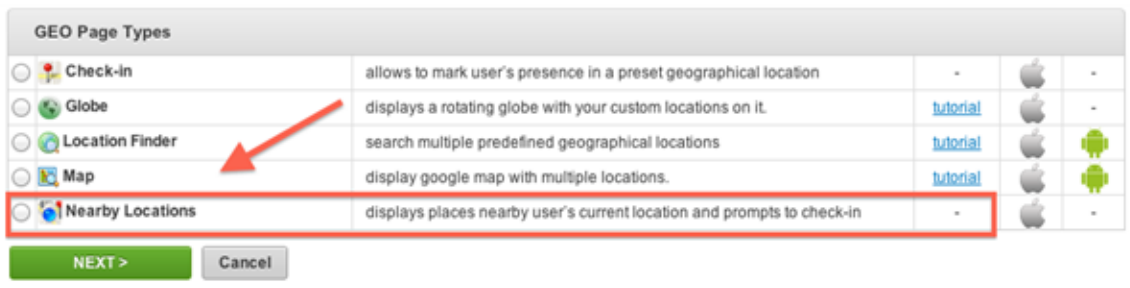 GEO Page Types
Check-in allows to mark user's presence in a preset geographical location - -
Globe displays a rotating globe with your custom locations on it. tutorial -
Location Finder search multiple predefined geographical locations tutorial
Map display google map with multiple locations. tutorial
Nearby Locations displays places nearby user's current location and prompts to check-in - -
NEXT > Cancel